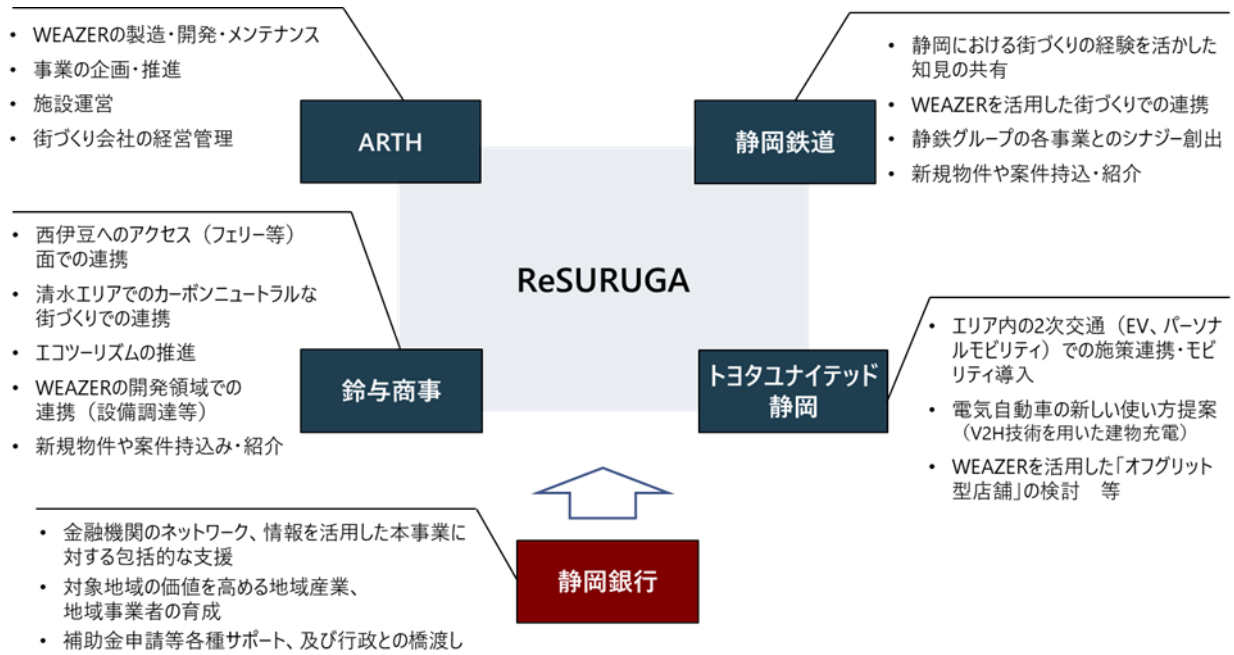 • WEAZERの製造・開発・メンテナンス
• 事業の企画・推進
• 施設運営
• 街づくり会社の経営管理
ARTH
静岡鉄道
• 静岡における街づくりの経験を活かした
知見の共有
• WEAZERを活用した街づくりでの連携
• 静鉄グループの各事業とのシナジー創出
• 新規物件や案件持込・紹介
ReSURUGA
• 西伊豆へのアクセス（フェリー等）
面での連携
• 清水エリアでのカーボンニュートラルな
街づくりでの連携
• エコツーリズムの推進
• WEAZERの開発領域での
連携（設備調達等）
• 新規物件や案件持込み・紹介
鈴与商事
トヨタユナイテッド
静岡
• エリア内の2次交通（EV、パーソナ
ルモビリティ）での施策連携・モビ
リティ導入
• 電気自動車の新しい使い方提案
（V2H技術を用いた建物充電）
• WEAZERを活用した「オフグリット
型店舗」の検討　等
• 金融機関のネットワーク、情報を活用した本事業に
対する包括的な支援
• 対象地域の価値を高める地域産業、
地域事業者の育成
• 補助金申請等各種サポート、及び行政との橋渡し
静岡銀行